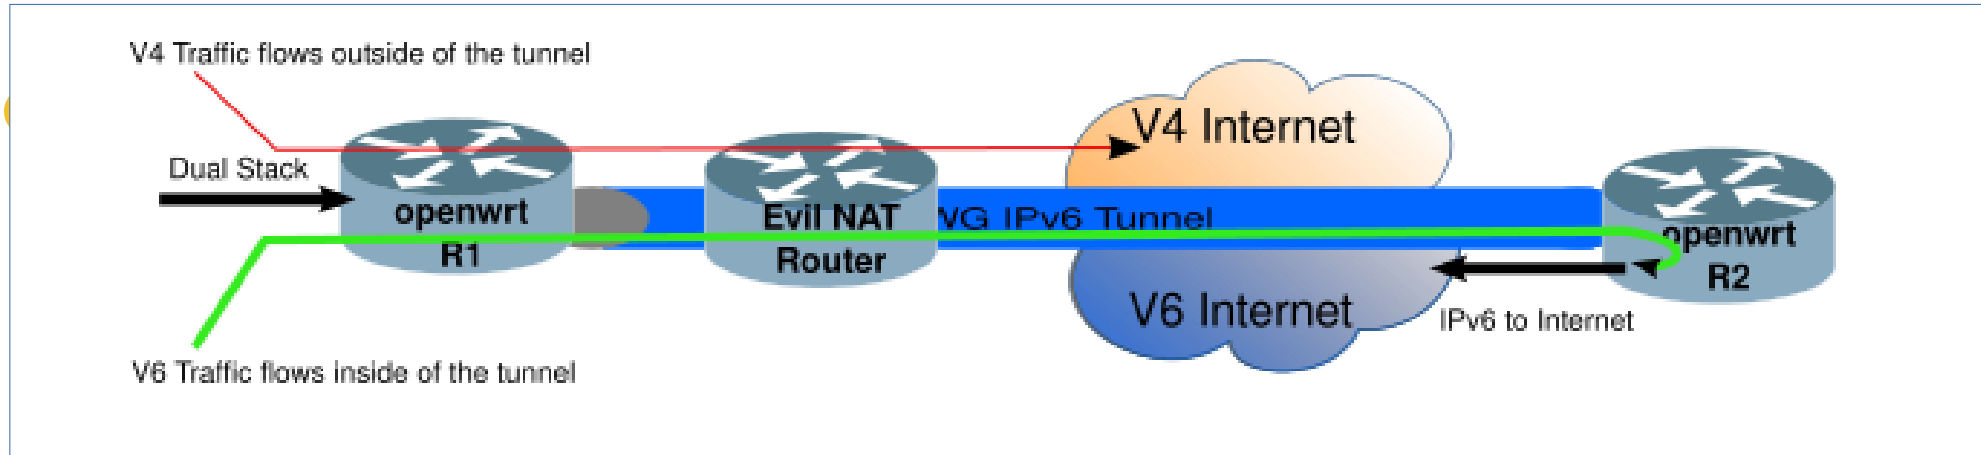 V4 Traffic flows outside of the tunnel
V4 Internet
Dual Stack
openwrt
R1
Evil NAT
Router
WG IPv6 Tunnel
openwrt
R2
V6 Internet
IPv6 to Internet
V6 Traffic flows inside of the tunnel